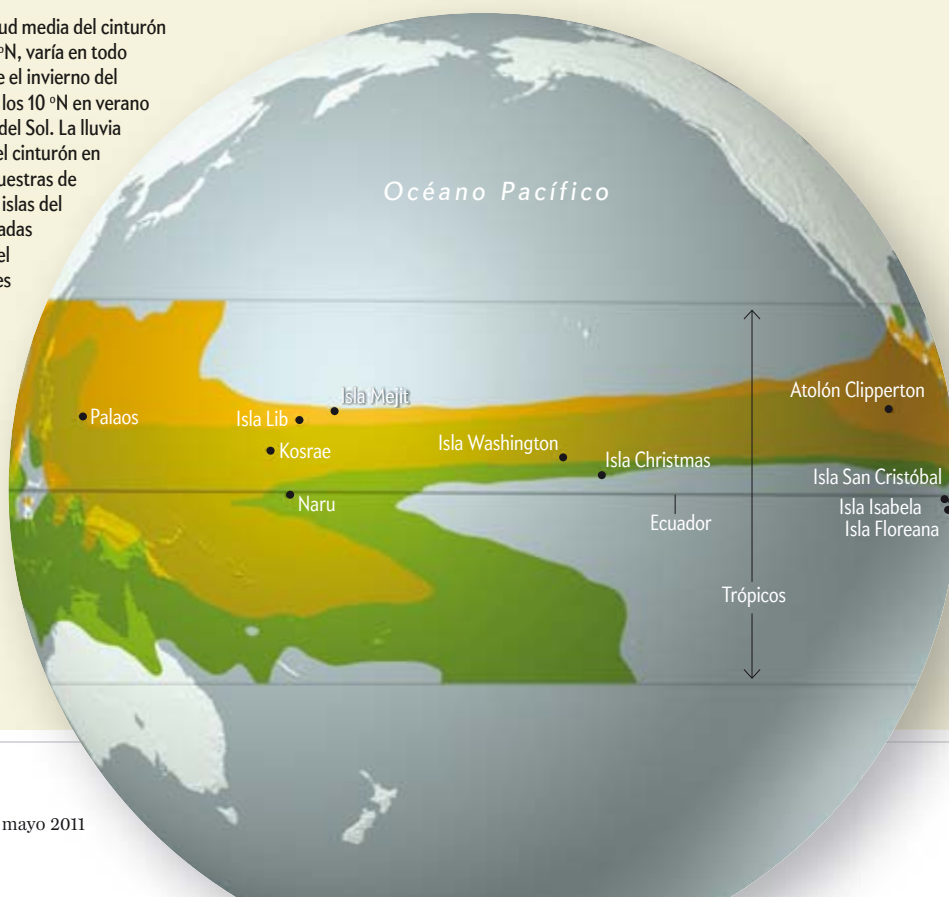 ud media del cinturón
ºN, varía en todo
e el invierno del
los 10 ºN en verano
del Sol. La lluvia
el cinturón en
uestras de
islas del
adas
el
es
Océano Pacífico
Isla Mejit
Atolón Clipperton
Palaos
Isla Lib
Isla Washington
Kosrae
Isla Christmas
Isla San Cristóbal
Naru
Isla Isabela
Ecuador
Isla Floreana
Trópicos
mayo 2011